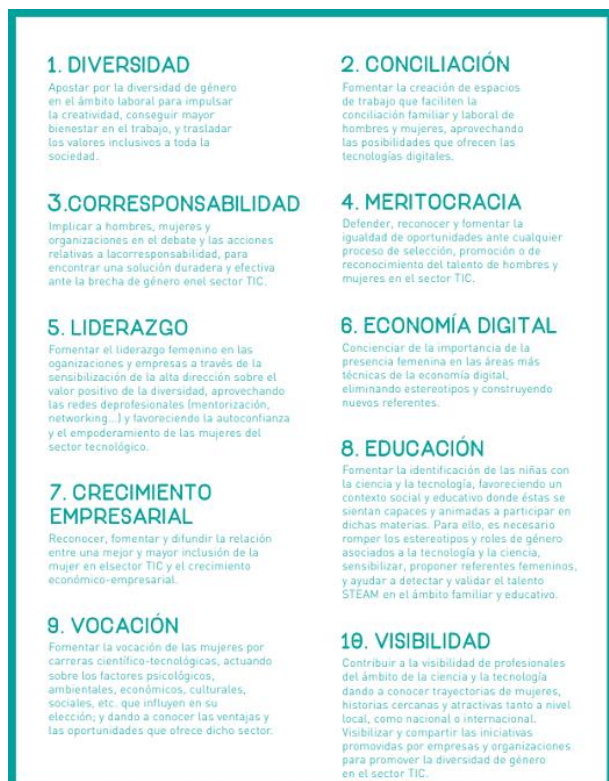 1. DIVERSIDAD
Apostar por la diversidad de género
en el ámbito laboral para impulsar
la creatividad, conseguir mayor
bienestar en el trabajo, y trasladar
los valores inclusivos a toda la
sociedad.
2. CONCILIACIÓN
Fomentar la creación de espacios
de trabajo que faciliten la
conciliación familiar y laboral de
hombres y mujeres, aprovechando
las posibilidades que ofrecen las
tecnologías digitales.
3.CORRESPONSABILIDAD
Implicar a hombres, mujeres y
organizaciones en el debate y las acciones
relativas a lacorresponsabilidad, para
encontrar una solución duradera y efectiva
ante la brecha de género enel sector TIC.
4. MERITOCRACIA
Defender, reconocer y fomentar la
igualdad de oportunidades ante cualquier
proceso de selección, promoción o de
reconocimiento del talento de hombres y
mujeres en el sector TIC.
5. LIDERAZGO
Fomentar el liderazgo femenino en las
oganizaciones y empresas a través de la
sensibilización de la alta dirección sobre el
valor positivo de la diversidad, aprovechando
las redes deprofesionales (mentorización,
networking...) y favoreciendo la autoconfianza
y el empoderamiento de las mujeres del
sector tecnológico.
6. ECONOMÍA DIGITAL
Concienciar de la importancia de la
presencia femenina en las áreas más
técnicas de la economía digital,
eliminando estereotipos y construyendo
nuevos referentes.
7. CRECIMIENTO
EMPRESARIAL
Reconocer, fomentar y difundir la relación
entre una mejor y mayor inclusión de la
mujer en elsector TIC y el crecimiento
económico-empresarial.
8. EDUCACIÓN
Fomentar la identificación de las niñas con
la ciencia y la tecnología, favoreciendo un
contexto social y educativo donde éstas se
sientan capaces y animadas a participar en
dichas materias. Para ello, es necesario
romper los estereotipos y roles de género
asociados a la tecnología y la ciencia,
sensibilizar, proponer referentes femeninos,
y ayudar a detectar y validar el talento
STEAM en el ámbito familiar y educativo.
9. VOCACIÓN
Fomentar la vocación de las mujeres por
carreras científico-tecnológicas, actuando
sobre los factores psicológicos,
ambientales, económicos, culturales,
sociales, etc. que influyen en su
elección; y dando a conocer las ventajas y
las oportunidades que ofrece dicho sector.
10. VISIBILIDAD
Contribuir a la visibilidad de profesionales
del ámbito de la ciencia y la tecnología
dando a conocer trayectorias de mujeres,
historias cercanas y atractivas tanto a nivel
local, como nacional o internacional.
Visibilizar y compartir las iniciativas
promovidas por empresas y organizaciones
para promover la diversidad de género
en el sector TIC.